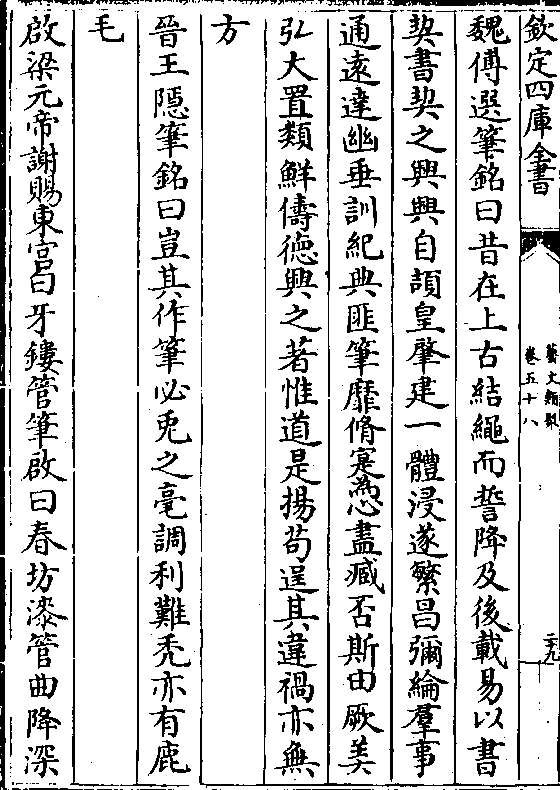 欽定四庫全書
藝文類聚
卷五十八
三九
魏傅選筆銘曰昔在上古結繩而誓降及後載易以書
契書契之興興自頡皇肇建一體浸遂繁昌彌綸羣事
通遠達幽垂訓紀典匪筆靡脩寔爲心盡臧否斯由厥美
弘大置類鮮儔德興之著惟道是揚苟逞其違禍亦無
方
晉王隱筆銘曰豈其作筆必兎之毫調利難秃亦有鹿
毛
啟梁元帝謝賜東宮白牙鏤管筆啟曰春坊漆管曲降深